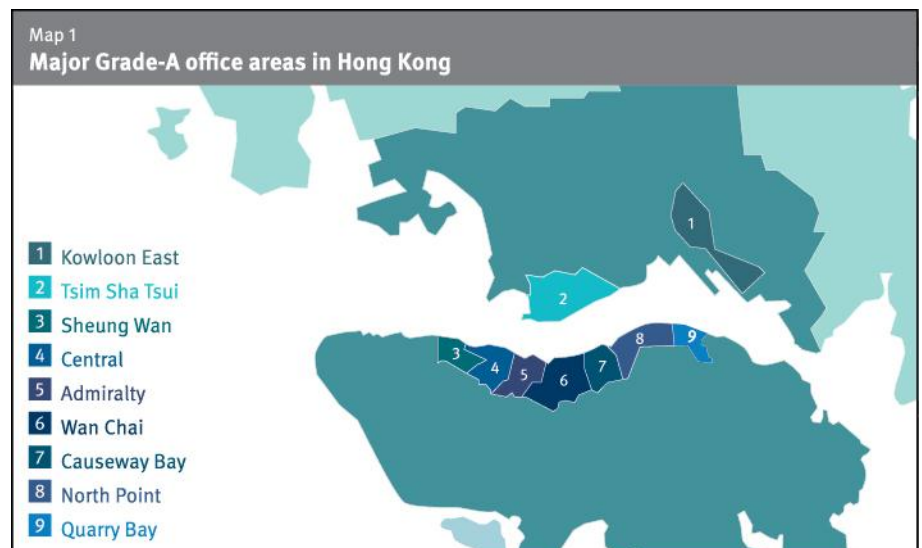 Map 1
Major Grade-A office areas in Hong Kong
1
2
3
4
5
6
7
8
9
1 Kowloon East
2 Tsim Sha Tsui
3 Sheung Wan
4 Central
5 Admiralty
6 Wan Chai
7 Causeway Bay
8 North Point
9 Quarry Bay